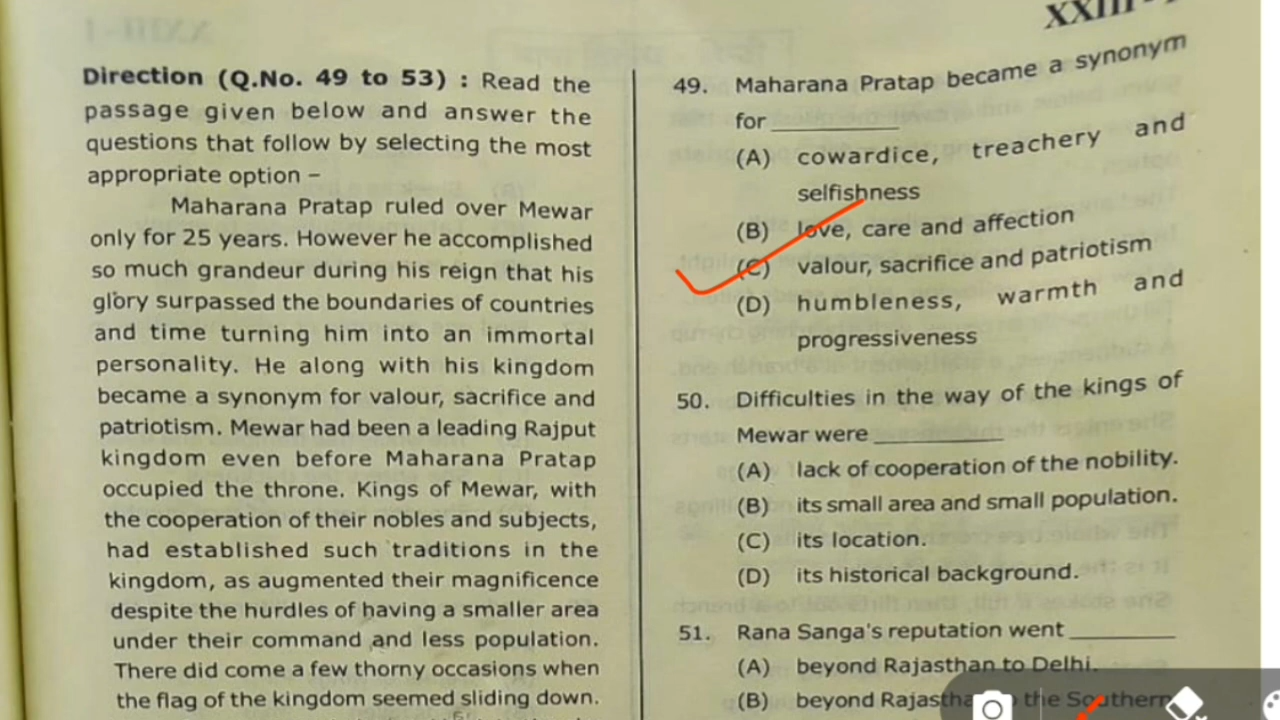 XXIII
Direction (Q.No. 49 to 53) : Read the
passage given below and answer the
questions that follow by selecting the most
appropriate option –
Maharana Pratap ruled over Mewar
only for 25 years. However he accomplished
so much grandeur during his reign that his
glory surpassed the boundaries of countries
and time turning him into an immortal
personality. He along with his kingdom
became a synonym for valour, sacrifice and
patriotism. Mewar had been a leading Rajput
kingdom even before Maharana Pratap
occupied the throne. Kings of Mewar, with
the cooperation of their nobles and subjects,
had established such traditions in the
kingdom, as augmented their magnificence
despite the hurdles of having a smaller area
under their command and less population.
There did come a few thorny occasions when
the flag of the kingdom seemed sliding down.
49. Maharana Pratap became a synonym
for __________
(A) cowardice, treachery and
selfishness
(B) love, care and affection
(C) valour, sacrifice and patriotism
(D) humbleness, warmth and
progressiveness
50. Difficulties in the way of the kings of
Mewar were __________
(A) lack of cooperation of the nobility.
(B) its small area and small population.
(C) its location.
(D) its historical background.
51. Rana Sanga's reputation went ________
(A) beyond Rajasthan to Delhi.
(B) beyond the Southern